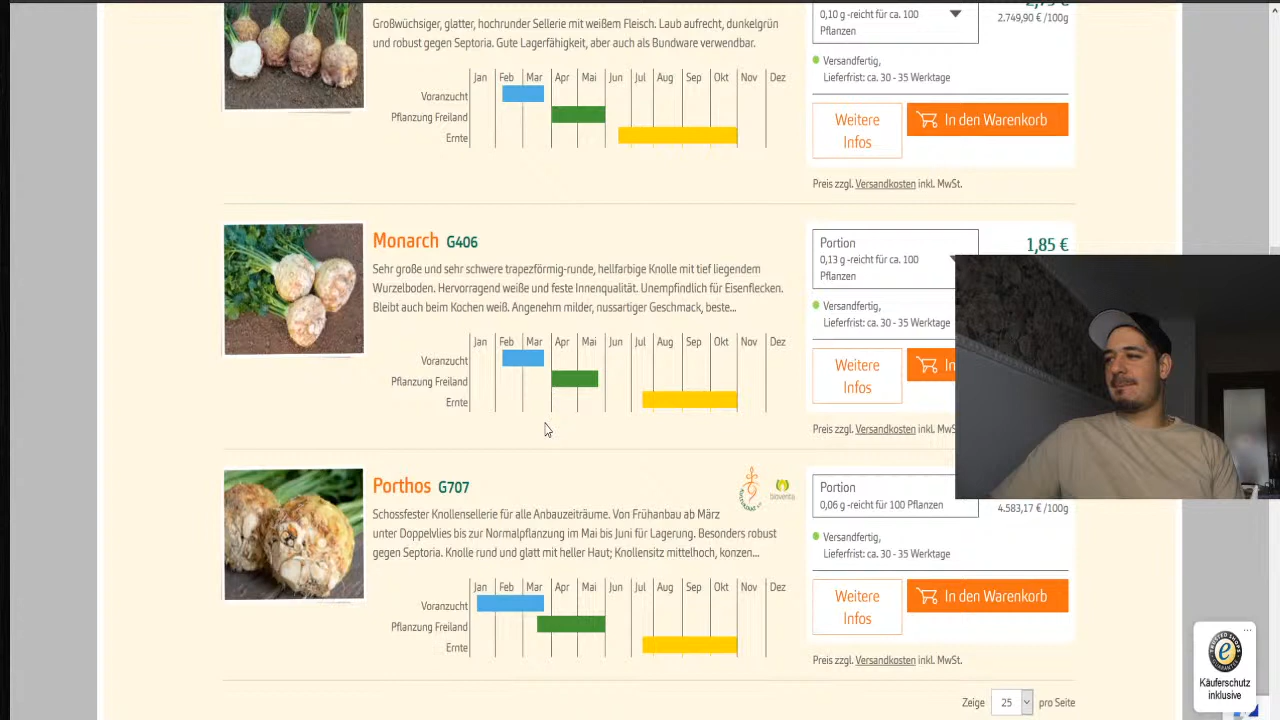 Großwüchsiger, glatter, hochrunder Sellerie mit weißem Fleisch. Laub aufrecht, dunkelgrün
und robust gegen Septoria. Gute Lagerfähigkeit, aber auch als Bundware verwendbar.
0,10 g -reicht für ca. 100
Pflanzen
2.749,90 € /100g
Versandfertig,
Lieferfrist: ca. 30 - 35 Werktage
Jan Feb Mar Apr Mai Jun Jul Aug Sep Okt Nov Dez
Voranzucht
Pflanzung Freiland
Ernte
Weitere
Infos
In den Warenkorb
Preis zzgl. Versandkosten inkl. MwSt.
Monarch G406
Sehr große und sehr schwere trapezförmig-runde, hellfarbige Knolle mit tief liegendem
Wurzelboden. Hervorragend weiße und feste Innenqualität. Unempfindlich für Eisenflecken.
Bleibt auch beim Kochen weiß. Angenehm milder, nussartiger Geschmack, beste...
Portion
0,13 g -reicht für ca. 100
Pflanzen
1,85 €
Versandfertig,
Lieferfrist: ca. 30 - 35 Werktage
Jan Feb Mar Apr Mai Jun Jul Aug Sep Okt Nov Dez
Voranzucht
Pflanzung Freiland
Ernte
Weitere
Infos
In
Preis zzgl. Versandkosten inkl. MwSt.
Porthos G707
bioverita
Schossfester Knollensellerie für alle Anbauzeiträume. Von Frühanbau ab März
unter Doppelvlies bis zur Normalpflanzung im Mai bis Juni für Lagerung. Besonders robust
gegen Septoria. Knolle rund und glatt mit heller Haut; Knollensitz mittelhoch, konzen...
Portion
0,06 g -reicht für 100 Pflanzen
4.583,17 € /100g
Versandfertig,
Lieferfrist: ca. 30 - 35 Werktage
Jan Feb Mar Apr Mai Jun Jul Aug Sep Okt Nov Dez
Voranzucht
Pflanzung Freiland
Ernte
Weitere
Infos
In den Warenkorb
Preis zzgl. Versandkosten inkl. MwSt.
Zeige 25 pro Seite
Käuferschutz
inklusive